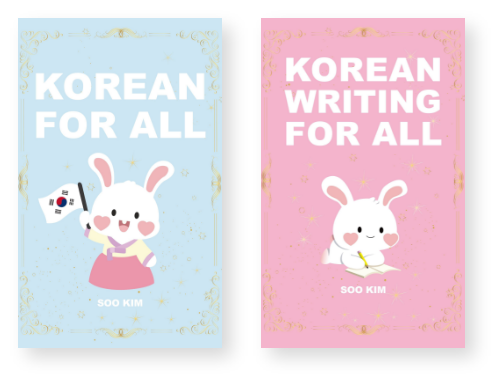 KOREAN
FOR ALL
SOO KIM
KOREAN
WRITING
FOR ALL
SOO KIM